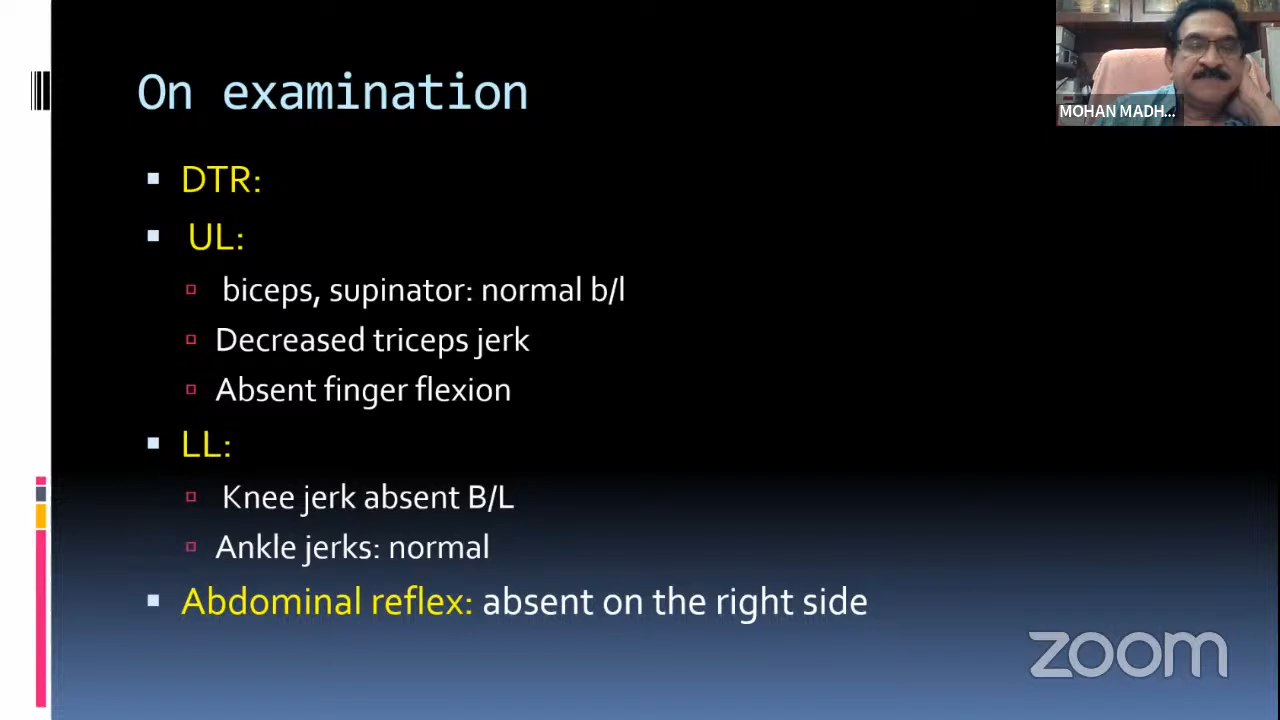 On examination
MOHAN MADH...
DTR:
UL:
biceps, supinator: normal b/l
Decreased triceps jerk
Absent finger flexion
LL:
Knee jerk absent B/L
Ankle jerks: normal
Abdominal reflex: absent on the right side
zoom